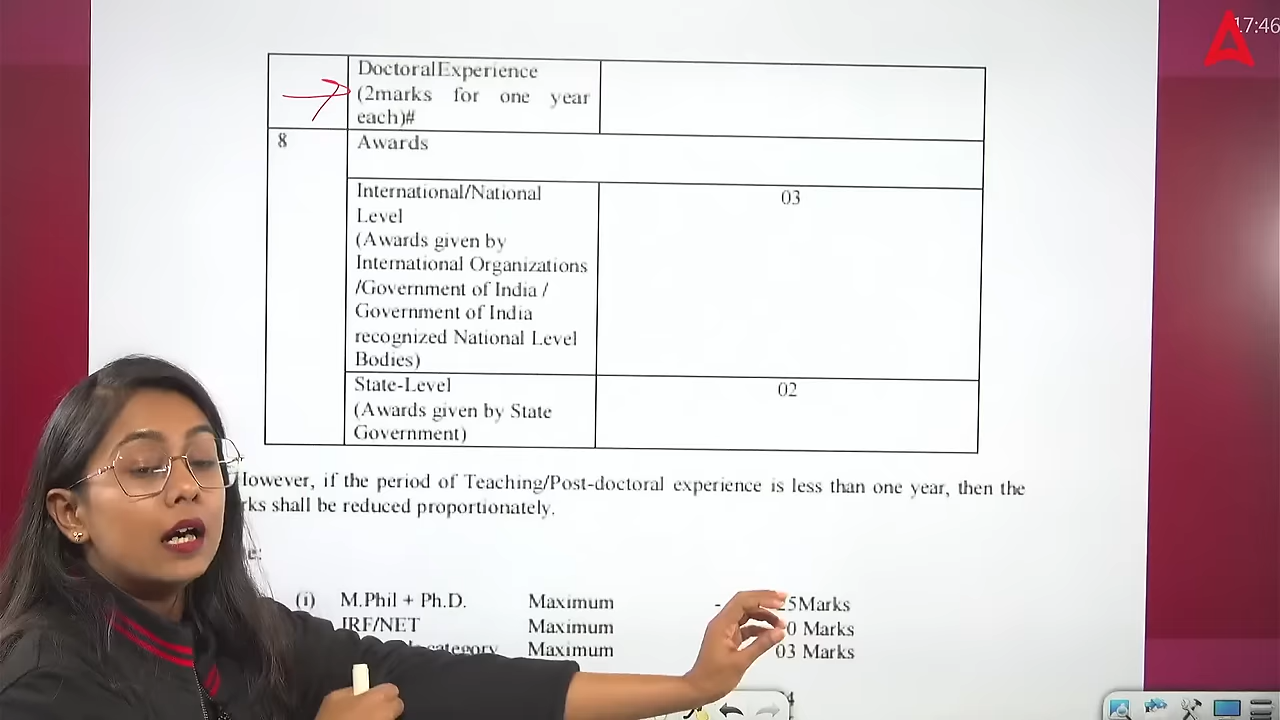 17:46
Doctoral Experience
(2marks for one year
each)#
8 Awards
International/National 03
Level
(Awards given by
International Organizations
/Government of India /
Government of India
recognized National Level
Bodies)
State-Level 02
(Awards given by State
Government)
However, if the period of Teaching/Post-doctoral experience is less than one year, then the
shall be reduced proportionately.
(i) M.Phil + Ph.D. Maximum - 25Marks
JRF/NET Maximum 0 Marks
category Maximum 03 Marks